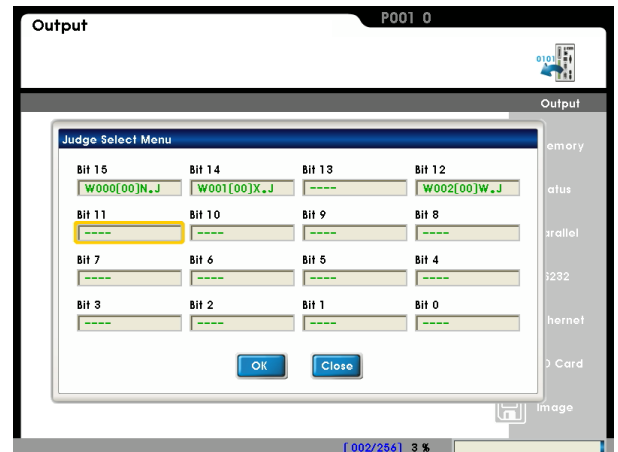 Output
P001 0
0101
Output
Judge Select Menu
Bit 15 Bit 14 Bit 13 Bit 12
W000[00]N.J W001[00]X.J ---- W002[00]W.J
Bit 11 Bit 10 Bit 9 Bit 8
---- ---- ---- ----
Bit 7 Bit 6 Bit 5 Bit 4
---- ---- ---- ----
Bit 3 Bit 2 Bit 1 Bit 0
---- ---- ---- ----
OK Close
emory
atus
arallel
S232
hernet
D Card
Image
[002/256] 3 %